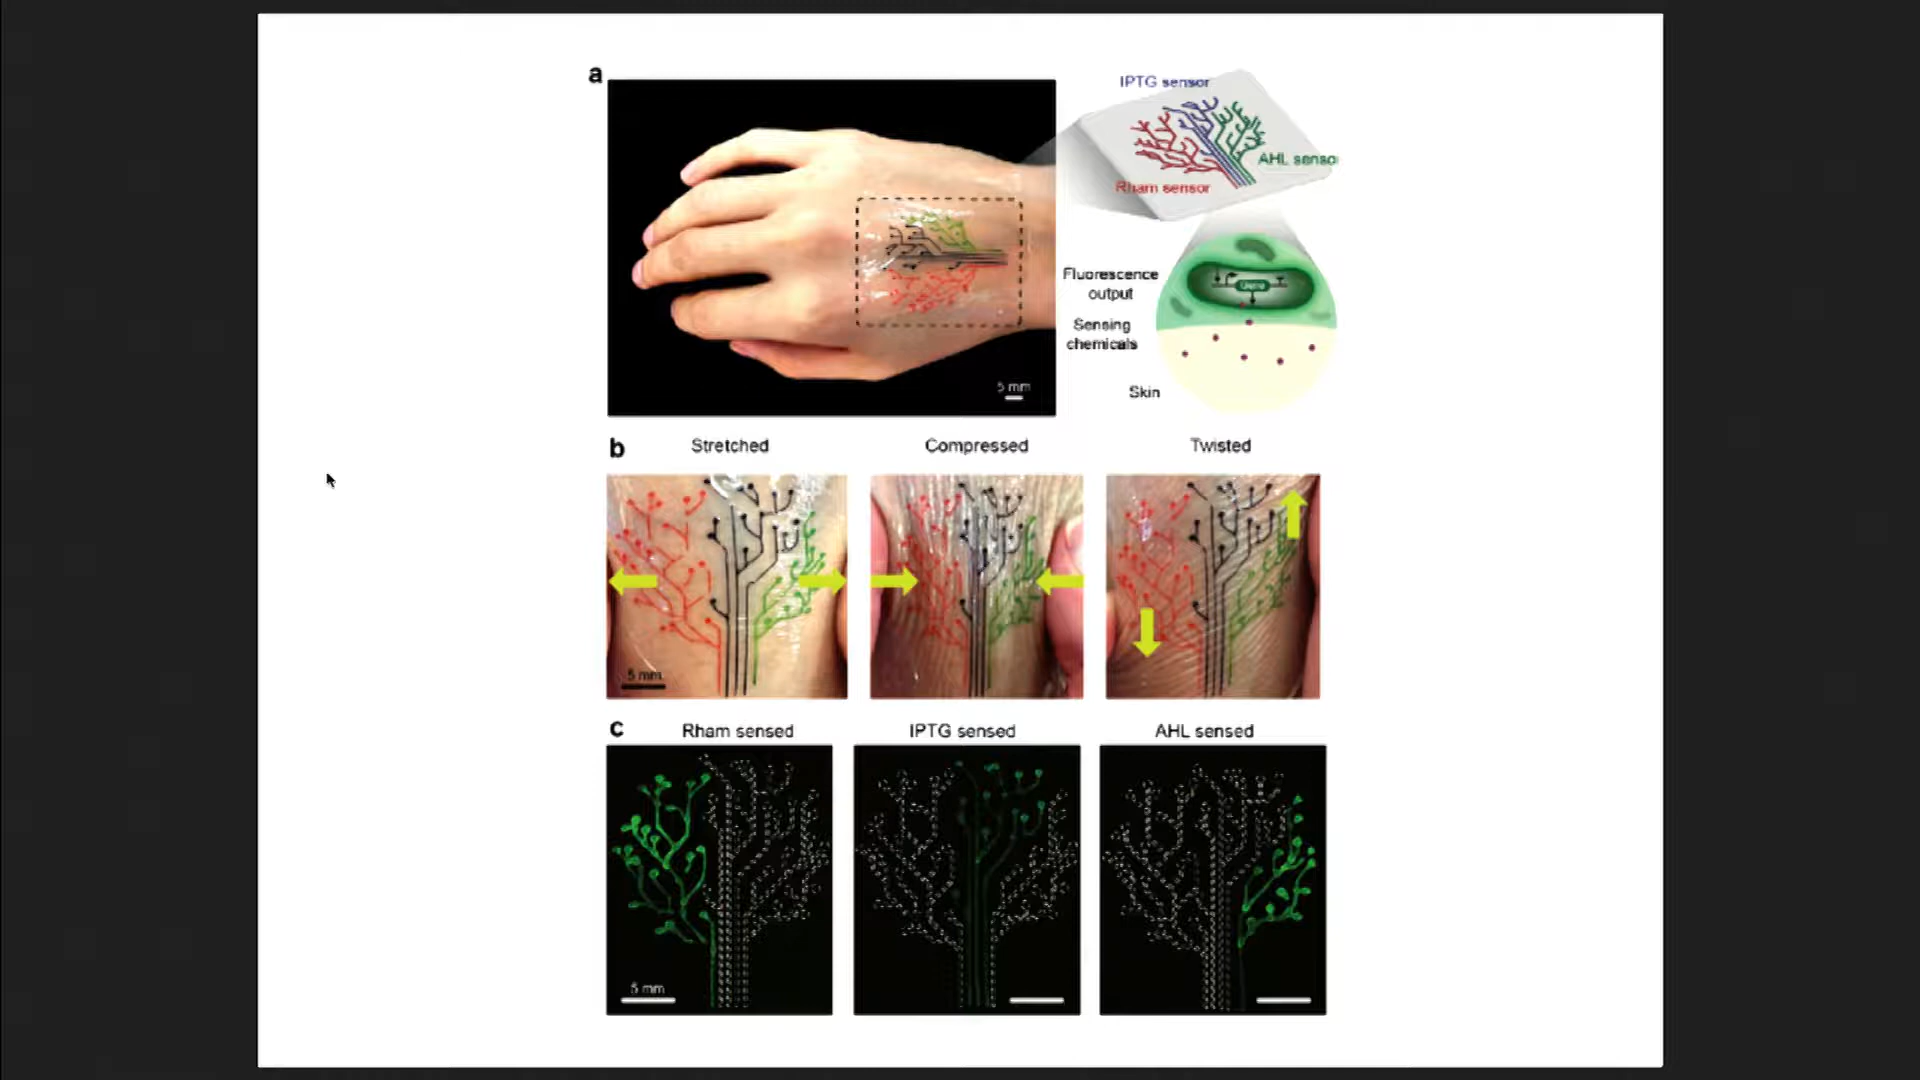 a
IPTG sensor
AHL senso
Rham sensor
Fluorescence
output
Gene
Sensing
chemicals
Skin
5 mm
b
Stretched
Compressed
Twisted
5 mm
c
Rham sensed
IPTG sensed
AHL sensed
5 mm